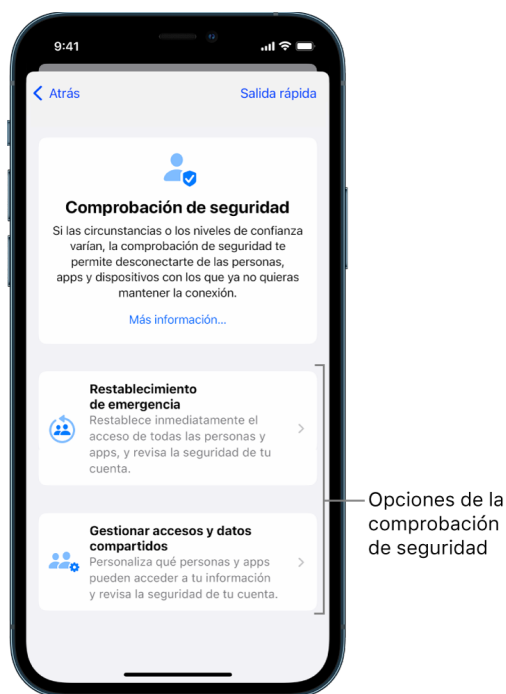 9:41
Atrás
Salida rápida
Comprobación de seguridad
Si las circunstancias o los niveles de confianza
varían, la comprobación de seguridad te
permite desconectarte de las personas,
apps y dispositivos con los que ya no quieras
mantener la conexión.
Más información...
Restablecimiento
de emergencia
Restablece inmediatamente el
acceso de todas las personas y
apps, y revisa la seguridad de tu
cuenta.
Gestionar accesos y datos
compartidos
Personaliza qué personas y apps
pueden acceder a tu información
y revisa la seguridad de tu cuenta.
Opciones de la
comprobación
de seguridad